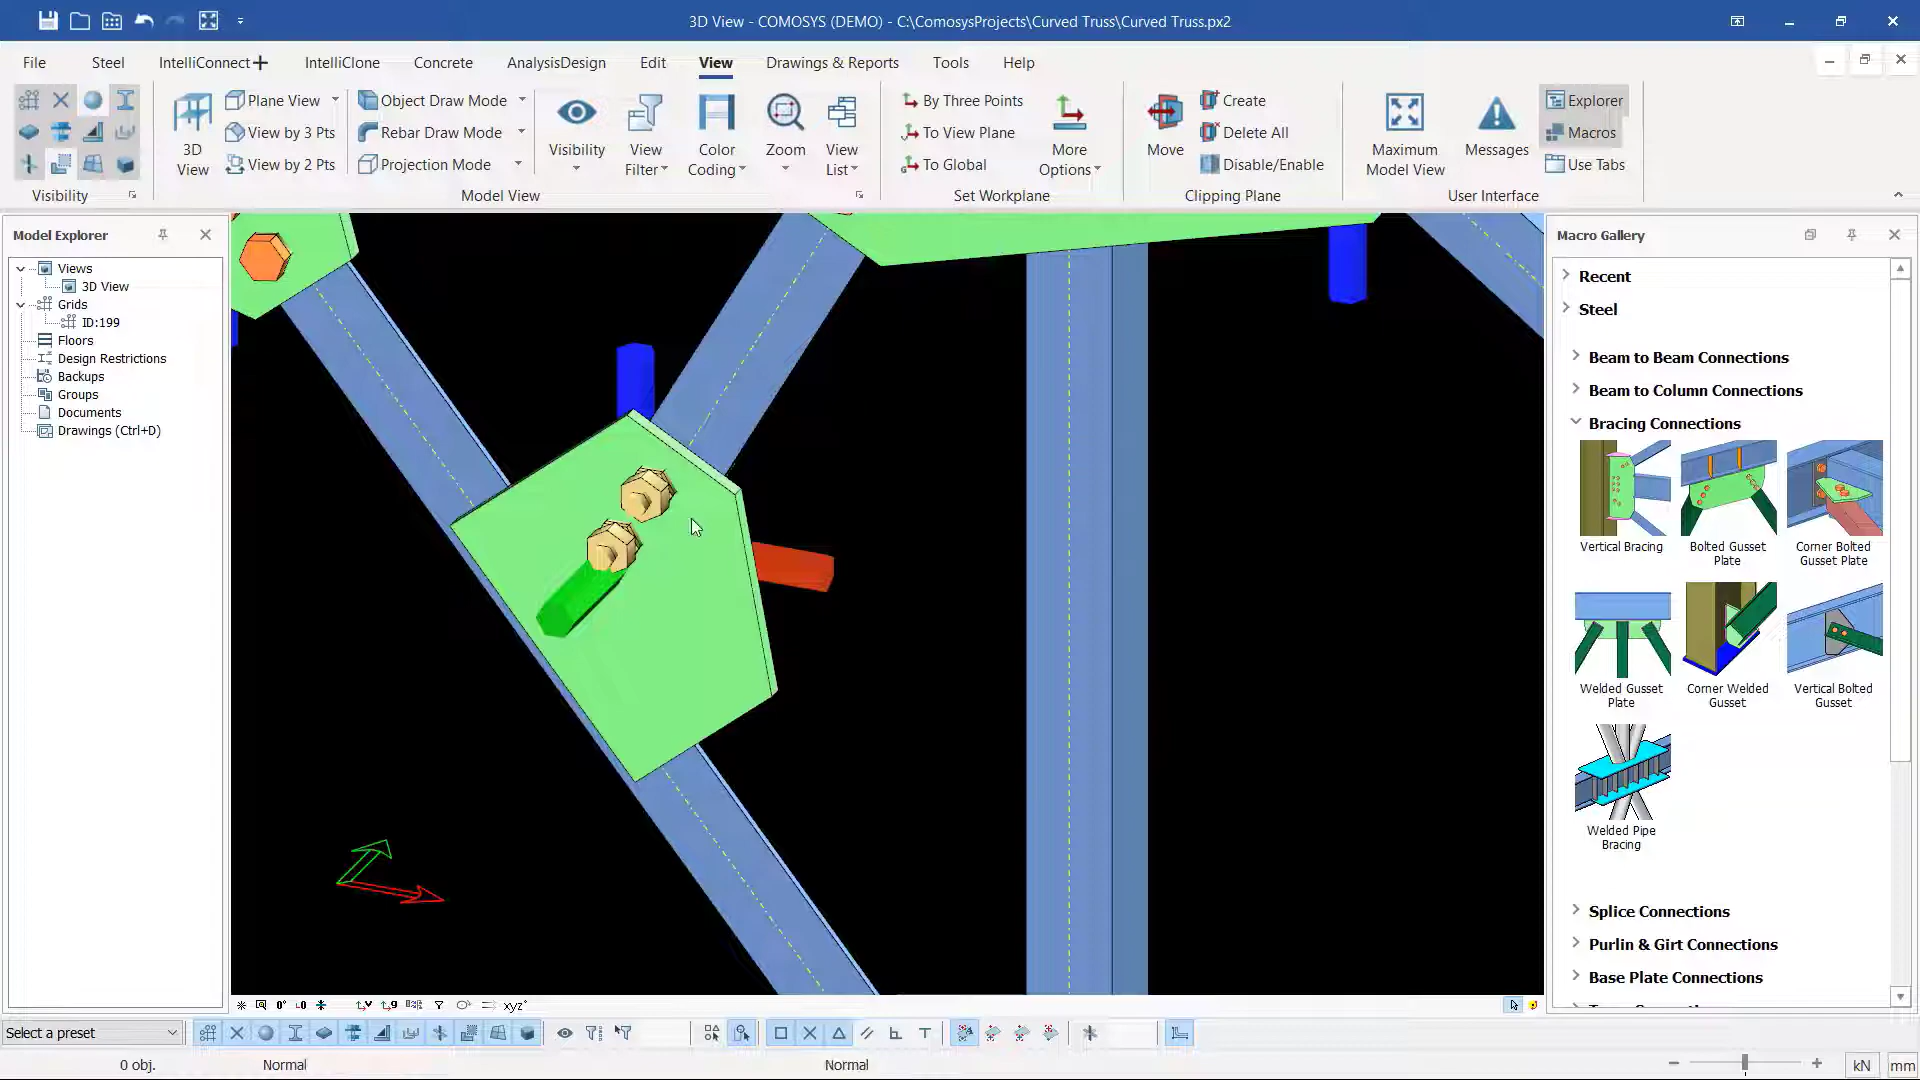 3D View - COMOSYS (DEMO) - C:\ComosysProjects\Curved Truss\Curved Truss.px2
File Steel IntelliConnect+ IntelliClone Concrete AnalysisDesign Edit View Drawings & Reports Tools Help
3D View
Plane View
View by 3 Pts
View by 2 Pts
Object Draw Mode
Rebar Draw Mode
Projection Mode
Visibility
View Filter
Color Coding
Zoom
View List
By Three Points
To View Plane
To Global
More Options
Move
Create
Delete All
Disable/Enable
Maximum Model View
Messages
Explorer
Macros
Use Tabs
Visibility Model View Set Workplane Clipping Plane User Interface
Model Explorer
Views
3D View
Grids
ID:199
Floors
Design Restrictions
Backups
Groups
Documents
Drawings (Ctrl+D)
Macro Gallery
Recent
Steel
Beam to Beam Connections
Beam to Column Connections
Bracing Connections
Vertical Bracing
Bolted Gusset Plate
Corner Bolted Gusset Plate
Welded Gusset Plate
Corner Welded Gusset
Vertical Bolted Gusset
Welded Pipe Bracing
Splice Connections
Purlin & Girt Connections
Base Plate Connections
xyz
Select a preset
0 obj. Normal Normal kN mm